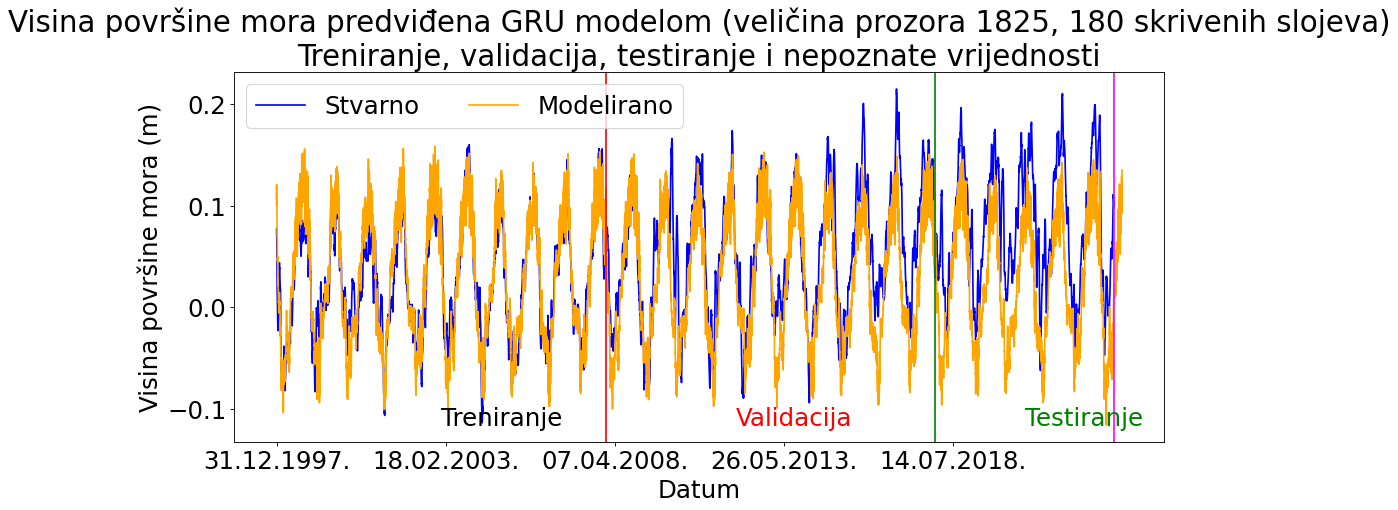 Visina površine mora predviđena GRU modelom (veličina prozora 1825, 180 skrivenih slojeva)
Treniranje, validacija, testiranje i nepoznate vrijednosti
Stvarno Modelirano
Visina površine mora (m)
0.2
0.1
0.0
−0.1
Treniranje Validacija Testiranje
31.12.1997. 18.02.2003. 07.04.2008. 26.05.2013. 14.07.2018.
Datum